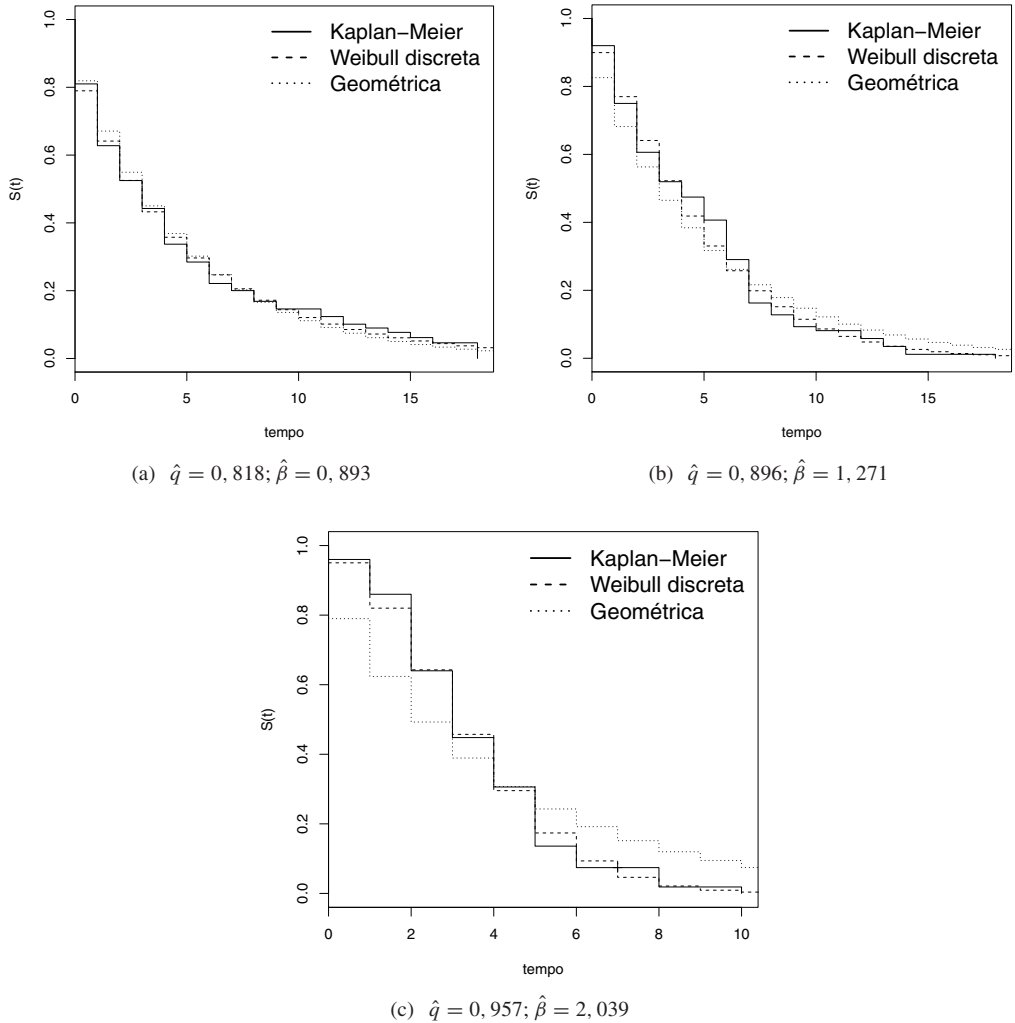 Kaplan−Meier
Weibull discreta
Geométrica
S(t)
0.0
0.2
0.4
0.6
0.8
1.0
0
5
10
15
tempo
(a) q̂ = 0, 818; β̂ = 0, 893
Kaplan−Meier
Weibull discreta
Geométrica
S(t)
0.0
0.2
0.4
0.6
0.8
1.0
0
5
10
15
tempo
(b) q̂ = 0, 896; β̂ = 1, 271
Kaplan−Meier
Weibull discreta
Geométrica
S(t)
0.0
0.2
0.4
0.6
0.8
1.0
0
2
4
6
8
10
tempo
(c) q̂ = 0, 957; β̂ = 2, 039